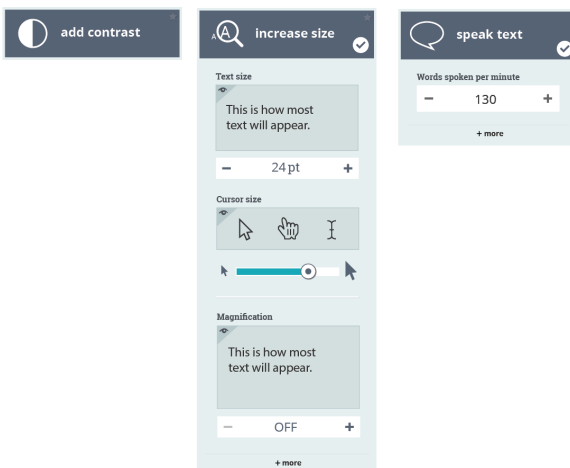 add contrast
A A increase size
Text size
This is how most
text will appear.
− 24 pt +
Cursor size
Magnification
This is how most
text will appear.
− OFF +
+ more
speak text
Words spoken per minute
− 130 +
+ more